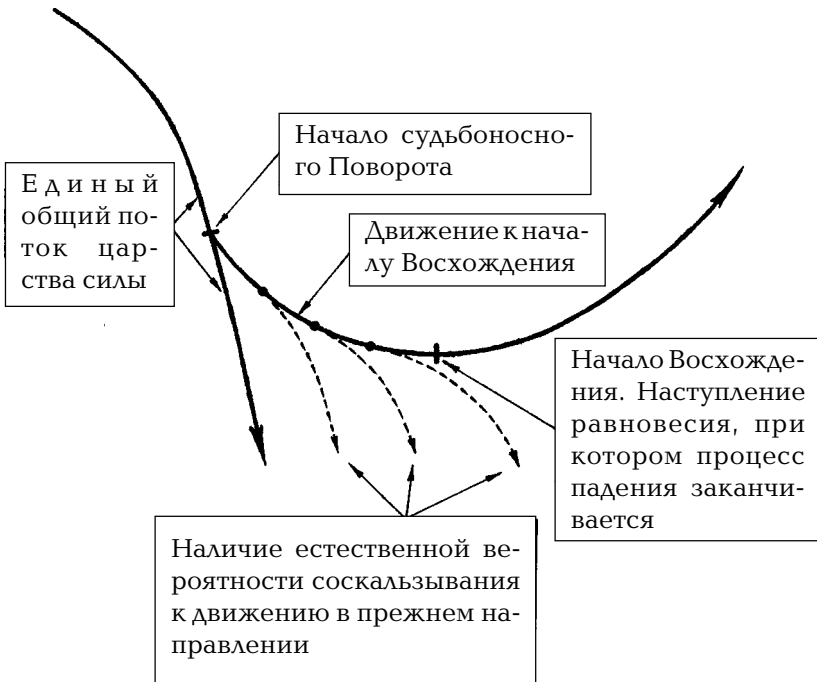 Начало судьбоносно-
го Поворота
Единый
общий по-
ток цар-
ства силы
Движение к нача-
лу Восхождения
Начало Восхожде-
ния. Наступление
равновесия, при
котором процесс
падения заканчи-
вается
Наличие естественной ве-
роятности соскальзывания
к движению в прежнем на-
правлении